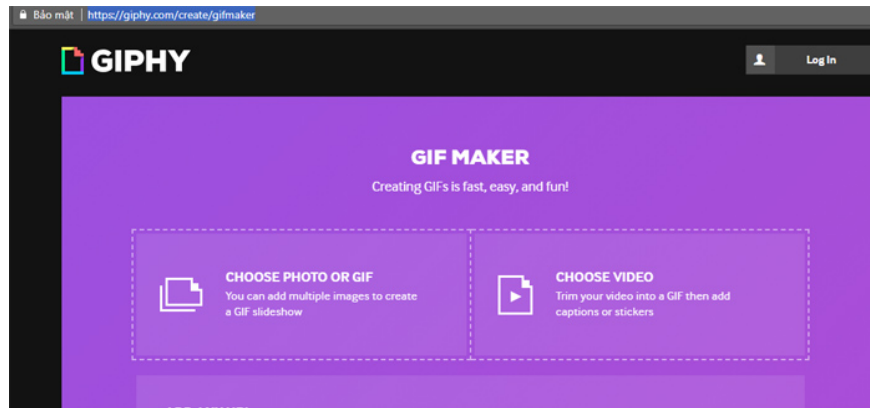 Bảo mật | https://giphy.com/create/gifmaker
GIPHY
Log In
GIF MAKER
Creating GIFs is fast, easy, and fun!
CHOOSE PHOTO OR GIF
You can add multiple images to create
a GIF slideshow
CHOOSE VIDEO
Trim your video into a GIF then add
captions or stickers